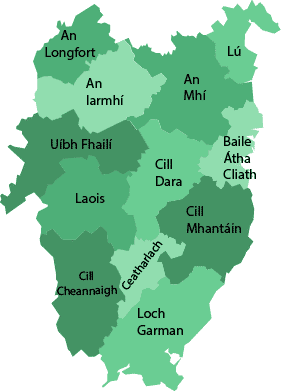 An
Longfort
Lú
An
Iarmhí
An
Mhí
Uíbh Fhailí
Baile
Átha
Cliath
Cill
Dara
Laois
Cill
Mhantáin
Ceatharlach
Cill
Cheannaigh
Loch
Garman